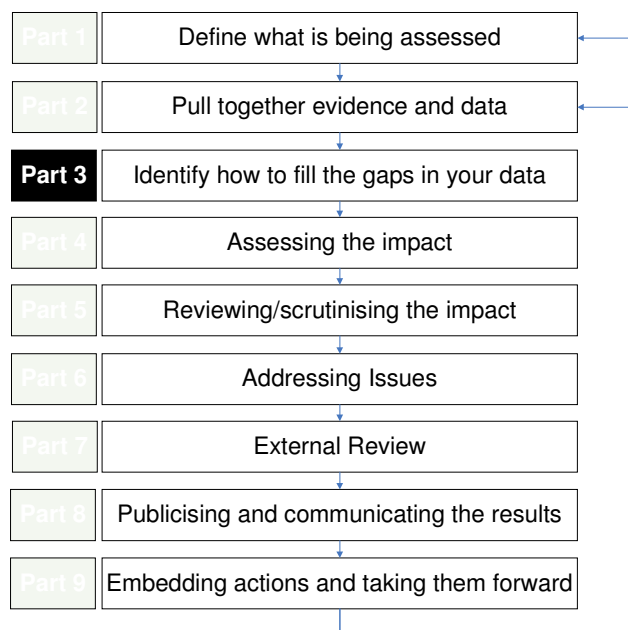 Part 1 Define what is being assessed
Part 2 Pull together evidence and data
Part 3 Identify how to fill the gaps in your data
Part 4 Assessing the impact
Part 5 Reviewing/scrutinising the impact
Part 6 Addressing Issues
Part 7 External Review
Part 8 Publicising and communicating the results
Part 9 Embedding actions and taking them forward